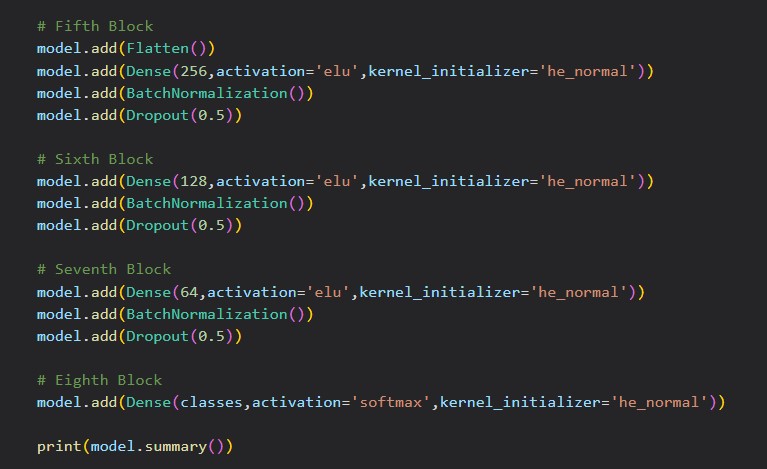 # Fifth Block
model.add(Flatten())
model.add(Dense(256,activation='elu',kernel_initializer='he_normal'))
model.add(BatchNormalization())
model.add(Dropout(0.5))
# Sixth Block
model.add(Dense(128,activation='elu',kernel_initializer='he_normal'))
model.add(BatchNormalization())
model.add(Dropout(0.5))
# Seventh Block
model.add(Dense(64,activation='elu',kernel_initializer='he_normal'))
model.add(BatchNormalization())
model.add(Dropout(0.5))
# Eighth Block
model.add(Dense(classes,activation='softmax',kernel_initializer='he_normal'))
print(model.summary())